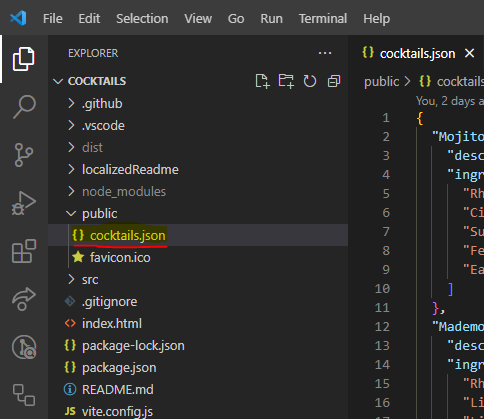 File Edit Selection View Go Run Terminal Help
EXPLORER
COCKTAILS
.github
.vscode
dist
localizedReadme
node_modules
public
cocktails.json
favicon.ico
src
.gitignore
index.html
package-lock.json
package.json
README.md
vite.config.js
cocktails.json
public > cocktails
You, 2 days a
1 {
2 "Mojito
3 "desc
4 "ingr
5 "Rh
6 "Ci
7 "Su
8 "Fe
9 "Ea
10 ]
11 },
12 "Mademo
13 "desc
14 "ingr
15 "Rh
16 "Li